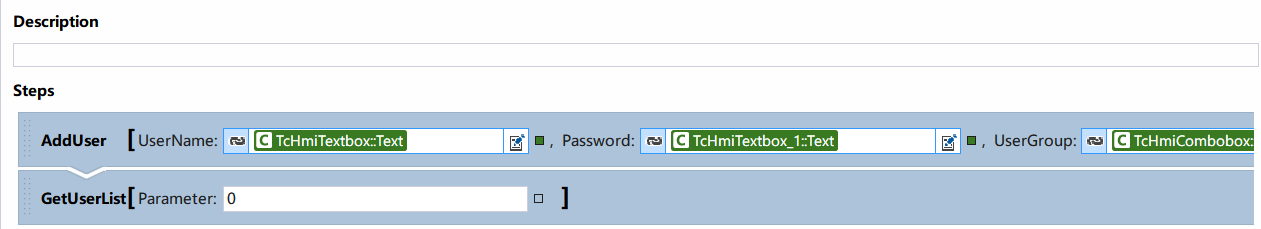 Description
Steps
AddUser [ UserName: C TcHmiTextbox::Text , Password: C TcHmiTextbox_1::Text , UserGroup: C TcHmiCombobox:
GetUserList[ Parameter: 0 ]